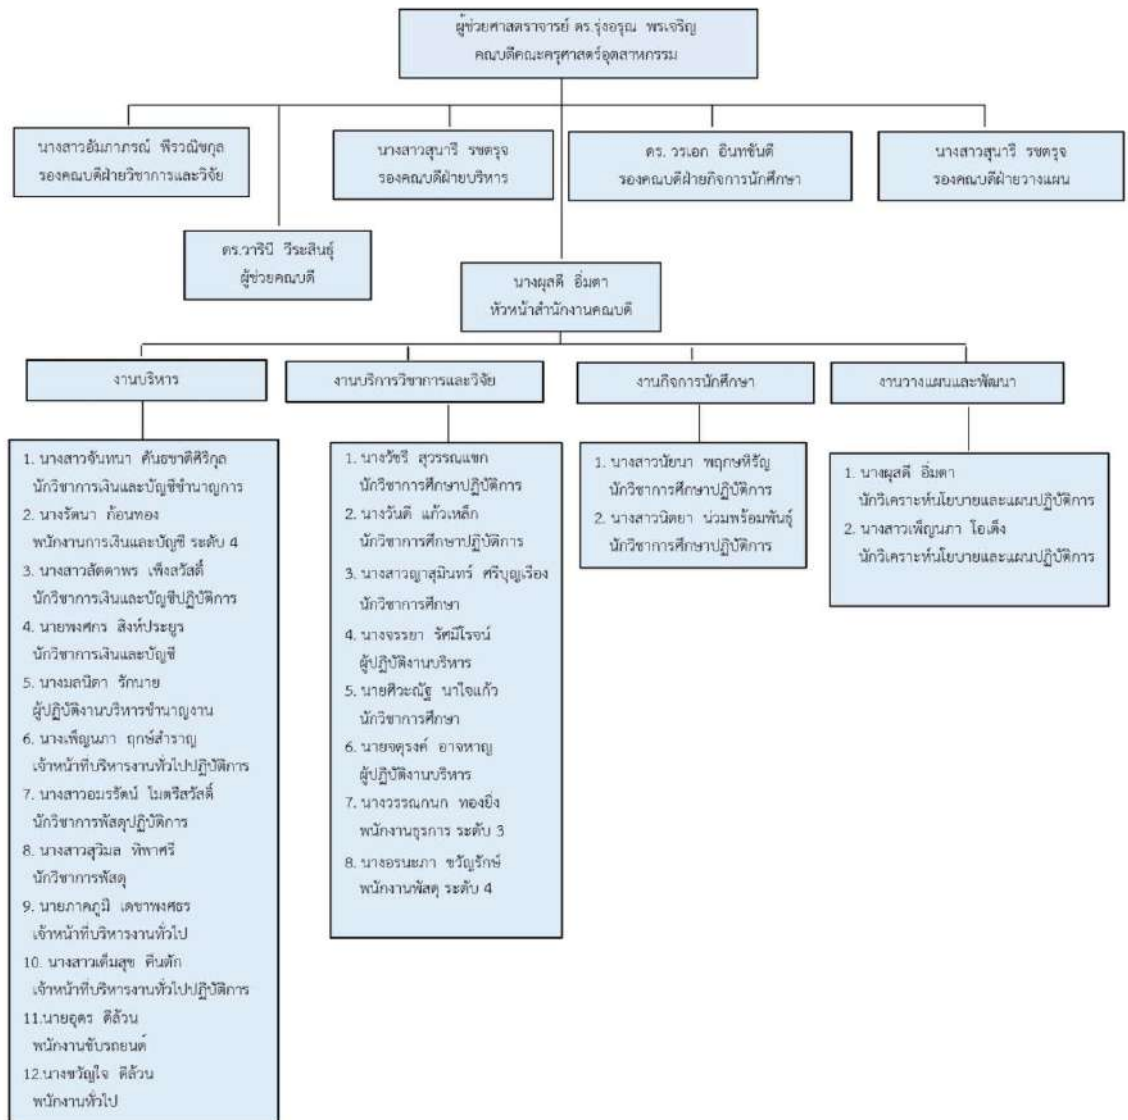 ผู้ช่วยศาสตราจารย์ ดร.รุ่งอรุณ พรเจริญ
คณบดีคณะครุศาสตร์อุตสาหกรรม
นางสาวอัมภาภรณ์ พีรวณิชกุล
รองคณบดีฝ่ายวิชาการและวิจัย
นางสาวสุนารี รชตรุจ
รองคณบดีฝ่ายบริหาร
ดร. วรเอก อินทขันตี
รองคณบดีฝ่ายกิจการนักศึกษา
นางสาวสุนารี รชตรุจ
รองคณบดีฝ่ายวางแผน
ดร.วารินี วีระสินธุ์
ผู้ช่วยคณบดี
นางผุสดี อิ่มตา
หัวหน้าสำนักงานคณบดี
งานบริหาร
1. นางสาวจันทนา คันธชาติศิริกุล
นักวิชาการเงินและบัญชีชำนาญการ
2. นางรัตนา ก้อนทอง
พนักงานการเงินและบัญชี ระดับ 4
3. นางสาวลัดดาพร เพ็งสวัสดิ์
นักวิชาการเงินและบัญชีปฏิบัติการ
4. นายพงศกร สิงห์ประยูร
นักวิชาการเงินและบัญชี
5. นางมลนิตา รักนาย
ผู้ปฏิบัติงานบริหารชำนาญงาน
6. นางเพ็ญนภา ฤกษ์สำราญ
เจ้าหน้าที่บริหารงานทั่วไปปฏิบัติการ
7. นางสาวอมรรัตน์ ไมตรีสวัสดิ์
นักวิชาการพัสดุปฏิบัติการ
8. นางสาวสุวิมล ทิพาศรี
นักวิชาการพัสดุ
9. นายภาคภูมิ เดชาพงศธร
เจ้าหน้าที่บริหารงานทั่วไป
10. นางสาวเต็มสุข คืนตัก
เจ้าหน้าที่บริหารงานทั่วไปปฏิบัติการ
11.นายอุดร ดีล้วน
พนักงานขับรถยนต์
12.นางขวัญใจ ดีล้วน
พนักงานทั่วไป
งานบริการวิชาการและวิจัย
1. นางวัชรี สุวรรณแขก
นักวิชาการศึกษาปฏิบัติการ
2. นางวันดี แก้วเหล็ก
นักวิชาการศึกษาปฏิบัติการ
3. นางสาวญาสุมินทร์ ศรีบุญเรือง
นักวิชาการศึกษา
4. นางจรรยา รัศมีโรจน์
ผู้ปฏิบัติงานบริหาร
5. นายศิวะณัฐ นาใจแก้ว
นักวิชาการศึกษา
6. นายจตุรงค์ อาจหาญ
ผู้ปฏิบัติงานบริหาร
7. นางวรรณกนก ทองยิ่ง
พนักงานธุรการ ระดับ 3
8. นางอรนะภา ขวัญรักษ์
พนักงานพัสดุ ระดับ 4
งานกิจการนักศึกษา
1. นางสาวนัยนา พฤกษหิรัญ
นักวิชาการศึกษาปฏิบัติการ
2. นางสาวนิตยา น่วมพร้อมพันธุ์
นักวิชาการศึกษาปฏิบัติการ
งานวางแผนและพัฒนา
1. นางผุสดี อิ่มตา
นักวิเคราะห์นโยบายและแผนปฏิบัติการ
2. นางสาวเพ็ญนภา โอเต็ง
นักวิเคราะห์นโยบายและแผนปฏิบัติการ